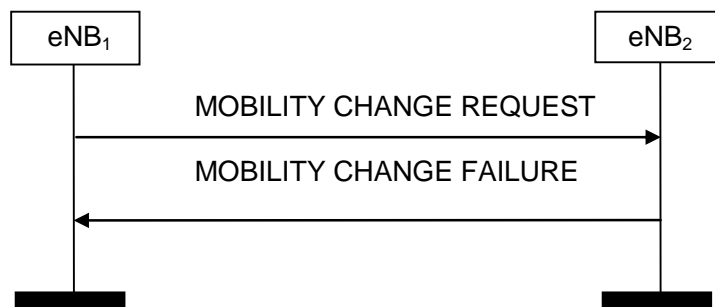 eNB₁
eNB₂
MOBILITY CHANGE REQUEST
MOBILITY CHANGE FAILURE